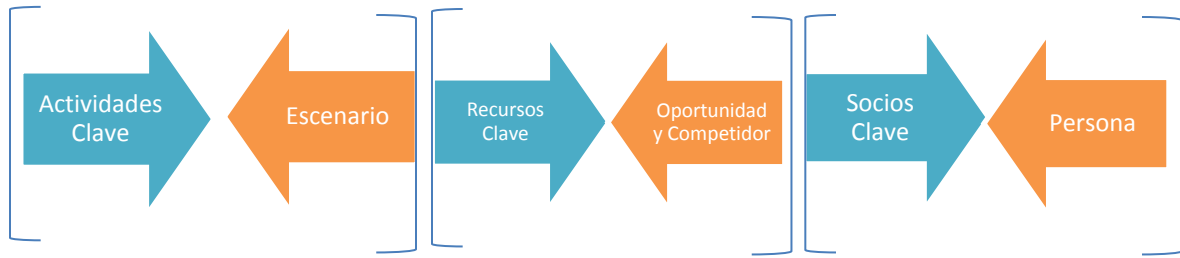 Actividades
Clave
Escenario
Recursos
Clave
Oportunidad
y Competidor
Socios
Clave
Persona